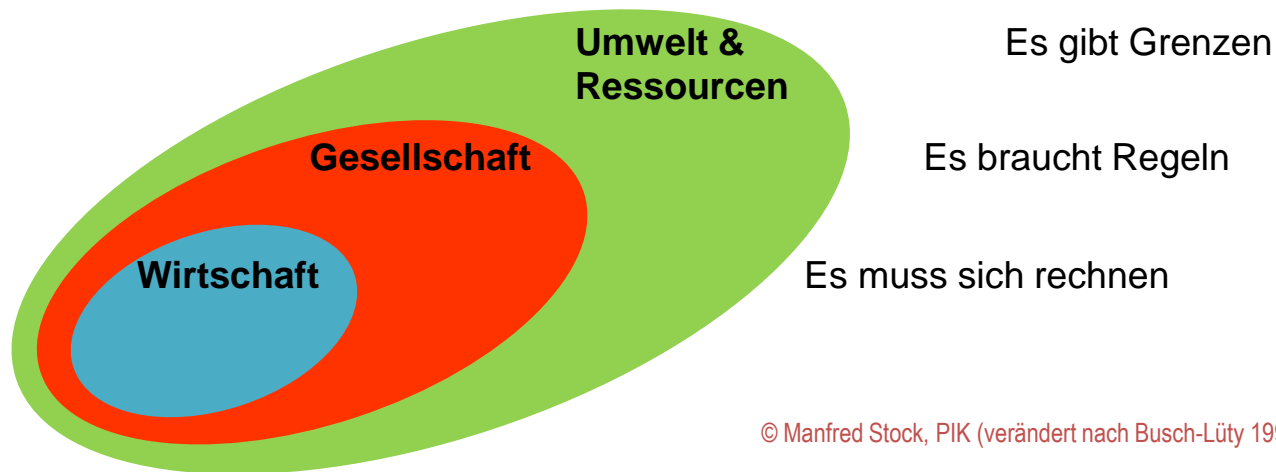 Umwelt &
Ressourcen
Es gibt Grenzen
Gesellschaft
Es braucht Regeln
Wirtschaft
Es muss sich rechnen
© Manfred Stock, PIK (verändert nach Busch-Lüty